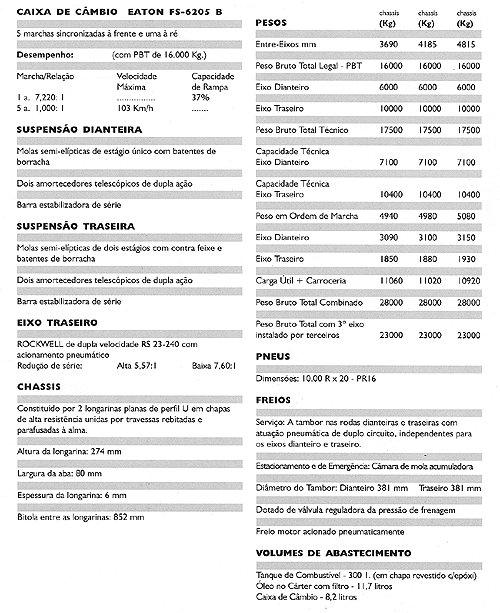 CAIXA DE CÂMBIO EATON FS-6205 B
5 marchas sincronizadas à frente e uma à ré
Desempenho: (com PBT de 16.000 Kg.)
Marcha/Relação Velocidade Capacidade
Máxima de Rampa
1 a. 7,220: 1 ................ 37%
5 a. 1,000: 1 103 Km/h .......
SUSPENSÃO DIANTEIRA
Molas semi-elípticas de estágio único com batentes de
borracha
Dois amortecedores telescópicos de dupla ação
Barra estabilizadora de série
SUSPENSÃO TRASEIRA
Molas semi-elípticas de dois estágios com contra feixe e
batentes de borracha
Dois amortecedores telescópicos de dupla ação
Barra estabilizadora de série
EIXO TRASEIRO
ROCKWELL de dupla velocidade RS 23-240 com
acionamento pneumático
Redução de série: Alta 5,57:1 Baixa 7,60:1
CHASSIS
Constituído por 2 longarinas planas de perfil U em chapas
de alta resistência unidas por travessas rebitadas e
parafusadas à alma.
Altura da longarina: 274 mm
Largura da aba: 80 mm
Espessura da longarina: 6 mm
Bitola entre as longarinas: 852 mm
chassis chassis chassis
PESOS (Kg) (Kg) (Kg)
Entre-Eixos mm 3690 4185 4815
Peso Bruto Total Legal - PBT 16000 16000 16000
Eixo Dianteiro 6000 6000 6000
Eixo Traseiro 10000 10000 10000
Peso Bruto Total Técnico 17500 17500 17500
Capacidade Técnica
Eixo Dianteiro 7100 7100 7100
Capacidade Técnica
Eixo Traseiro 10400 10400 10400
Peso em Ordem de Marcha 4940 4980 5080
Eixo Dianteiro 3090 3100 3150
Eixo Traseiro 1850 1880 1930
Carga Útil + Carroceria 11060 11020 10920
Peso Bruto Total Combinado 28000 28000 28000
Peso Bruto Total com 3º eixo
instalado por terceiros 23000 23000 23000
PNEUS
Dimensões: 10.00 R x 20 - PR16
FREIOS
Serviço: A tambor nas rodas dianteiras e traseiras com
atuação pneumática de duplo circuito, independentes para
os eixos dianteiro e traseiro.
Estacionamento e de Emergência: Câmara de mola acumuladora
Diâmetro do Tambor: Dianteiro 381 mm Traseiro 381 mm
Dotado de válvula reguladora da pressão de frenagem
Freio motor acionado pneumaticamente
VOLUMES DE ABASTECIMENTO
Tanque de Combustível - 300 l. (em chapa revestido c/epóxi)
Óleo no Cárter com filtro - 11,7 litros
Caixa de Câmbio - 8,2 litros